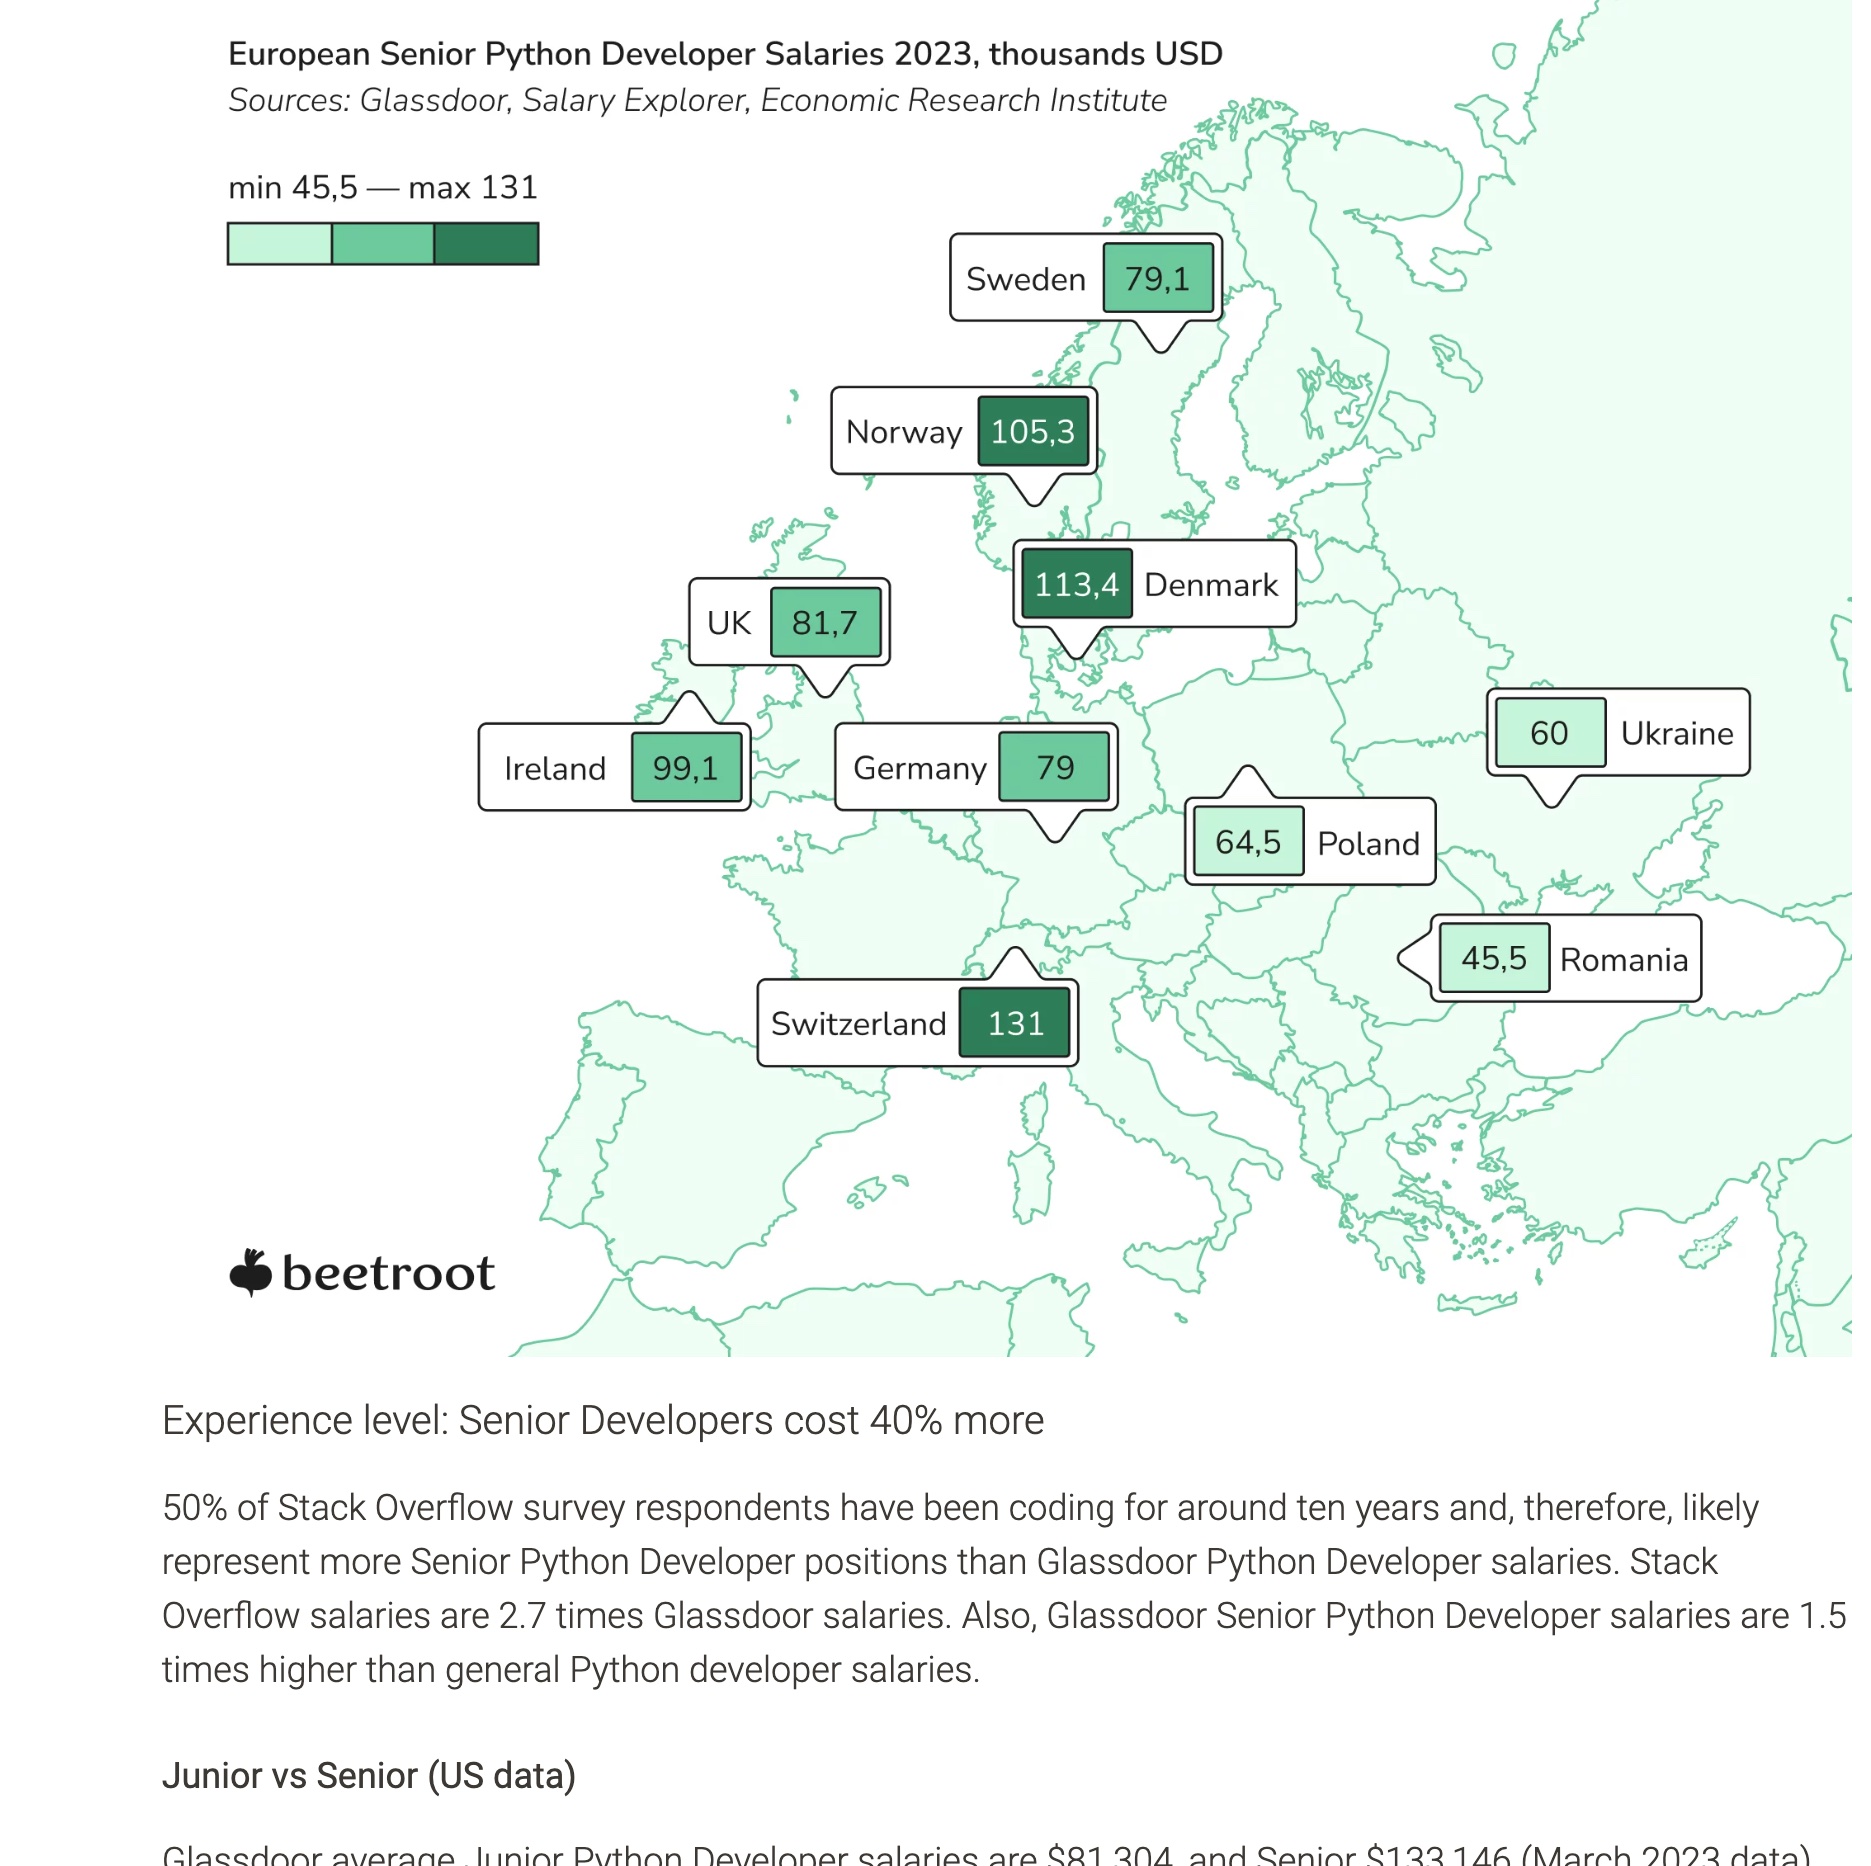 European Senior Python Developer Salaries 2023, thousands USD
Sources: Glassdoor, Salary Explorer, Economic Research Institute
min 45,5 — max 131
Sweden 79,1
Norway 105,3
113,4 Denmark
UK 81,7
Ireland 99,1
Germany 79
60 Ukraine
64,5 Poland
45,5 Romania
Switzerland 131
beetroot
Experience level: Senior Developers cost 40% more
50% of Stack Overflow survey respondents have been coding for around ten years and, therefore, likely
represent more Senior Python Developer positions than Glassdoor Python Developer salaries. Stack
Overflow salaries are 2.7 times Glassdoor salaries. Also, Glassdoor Senior Python Developer salaries are 1.5
times higher than general Python developer salaries.
Junior vs Senior (US data)
Glassdoor average Junior Python Developer salaries are $81,304, and Senior $133,146 (March 2023 data).